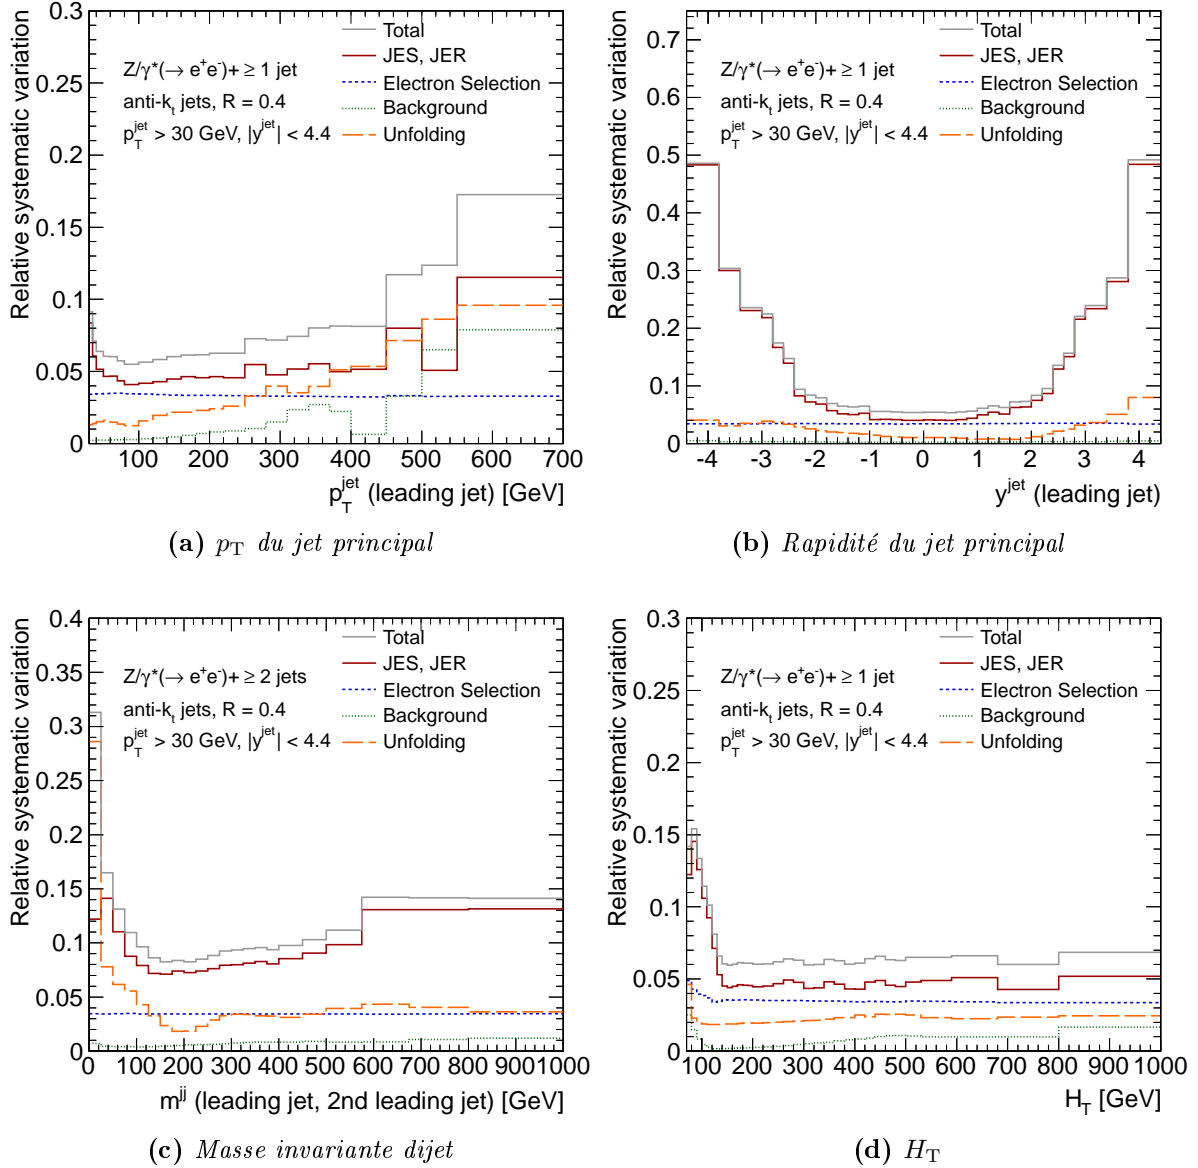 Relative systematic variation
0.3
0.25
0.2
0.15
0.1
0.05
0
Total
JES, JER
Electron Selection
Background
Unfolding
Z/γ*(→ e⁺e⁻)+ ≥ 1 jet
anti-kₜ jets, R = 0.4
p_T^jet > 30 GeV, |y^jet| < 4.4
100 200 300 400 500 600 700
p_T^jet (leading jet) [GeV]
(a) p_T du jet principal
Relative systematic variation
0.7
0.6
0.5
0.4
0.3
0.2
0.1
0
Total
JES, JER
Electron Selection
Background
Unfolding
Z/γ*(→ e⁺e⁻)+ ≥ 1 jet
anti-kₜ jets, R = 0.4
p_T^jet > 30 GeV, |y^jet| < 4.4
-4 -3 -2 -1 0 1 2 3 4
y^jet (leading jet)
(b) Rapidité du jet principal
Relative systematic variation
0.4
0.35
0.3
0.25
0.2
0.15
0.1
0.05
0
Total
JES, JER
Electron Selection
Background
Unfolding
Z/γ*(→ e⁺e⁻)+ ≥ 2 jets
anti-kₜ jets, R = 0.4
p_T^jet > 30 GeV, |y^jet| < 4.4
0 100 200 300 400 500 600 700 800 900 1000
m^jj (leading jet, 2nd leading jet) [GeV]
(c) Masse invariante dijet
Relative systematic variation
0.3
0.25
0.2
0.15
0.1
0.05
0
Total
JES, JER
Electron Selection
Background
Unfolding
Z/γ*(→ e⁺e⁻)+ ≥ 1 jet
anti-kₜ jets, R = 0.4
p_T^jet > 30 GeV, |y^jet| < 4.4
100 200 300 400 500 600 700 800 900 1000
H_T [GeV]
(d) H_T